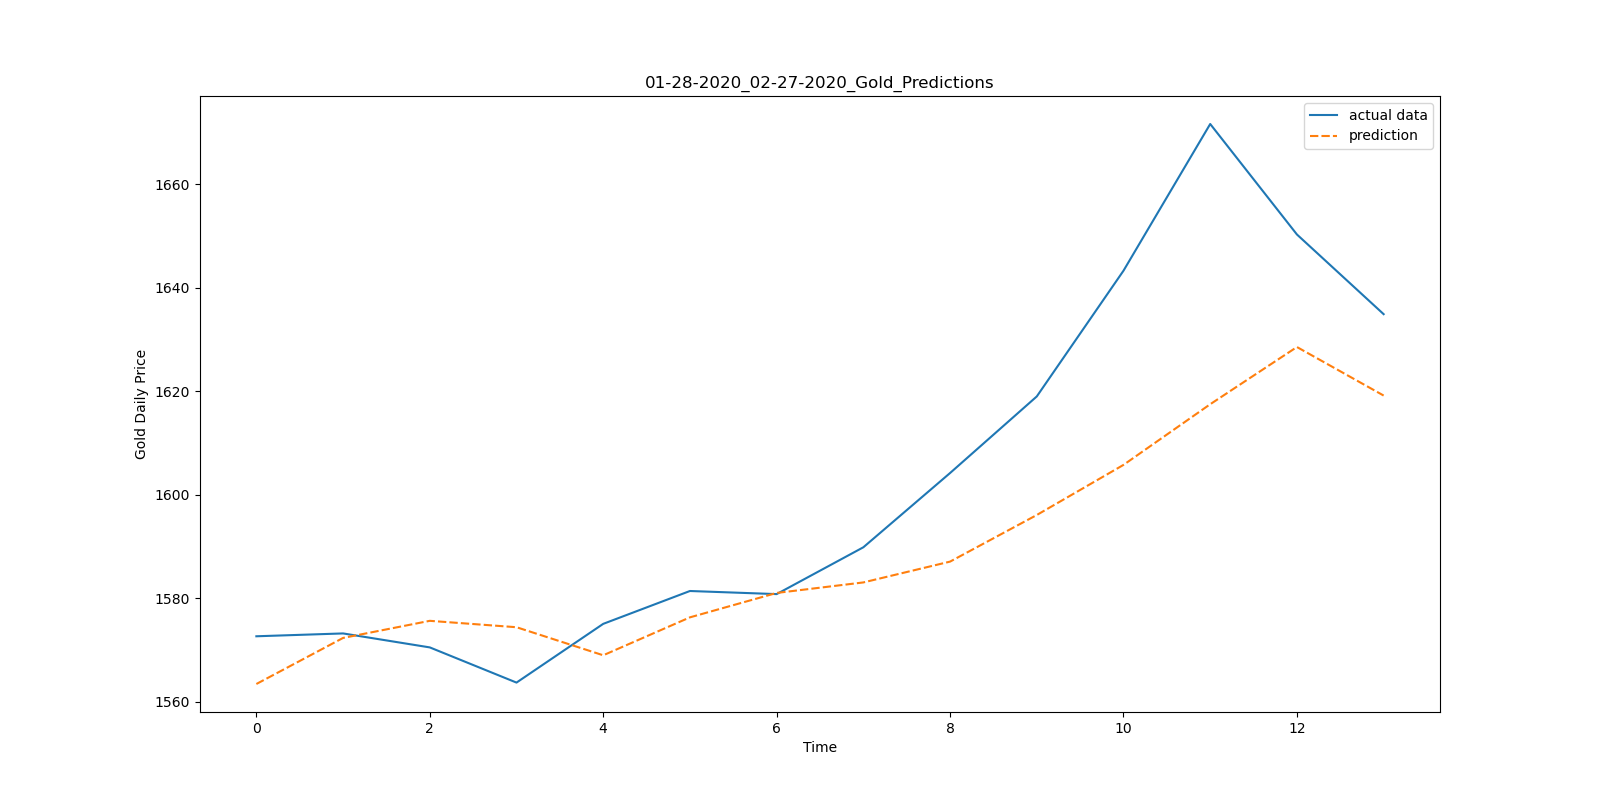 01-28-2020_02-27-2020_Gold_Predictions
actual data
prediction
1660
1640
1620
1600
1580
1560
Gold Daily Price
0 2 4 6 8 10 12
Time